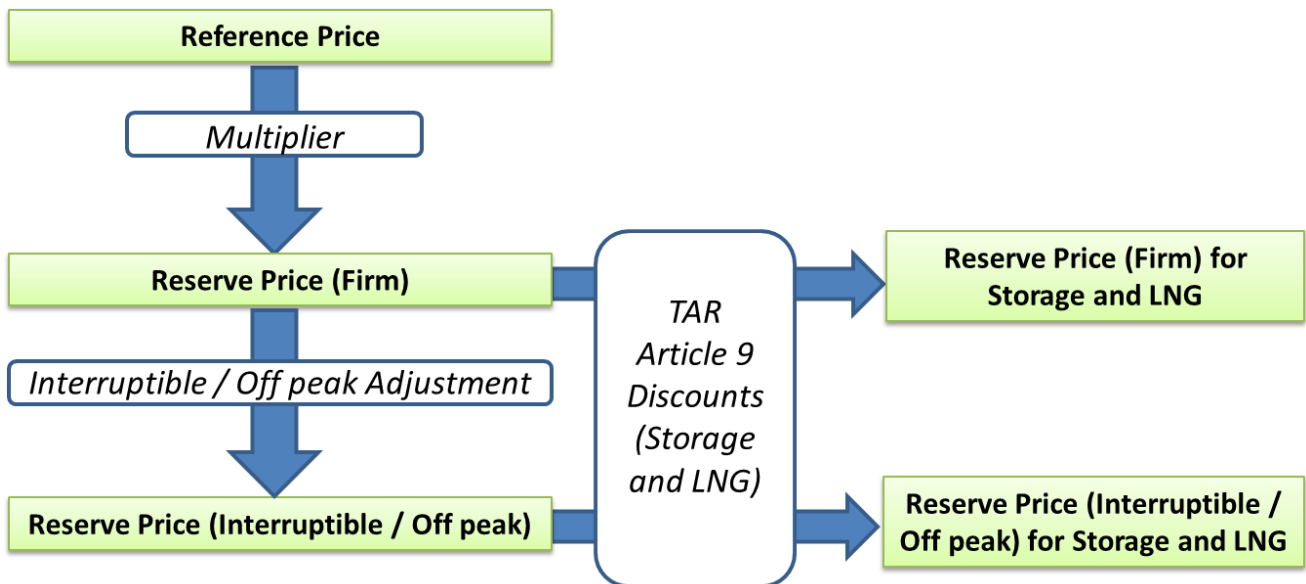 Reference Price
Multiplier
Reserve Price (Firm)
Interruptible / Off peak Adjustment
Reserve Price (Interruptible / Off peak)
TAR
Article 9
Discounts
(Storage
and LNG)
Reserve Price (Firm) for
Storage and LNG
Reserve Price (Interruptible /
Off peak) for Storage and LNG